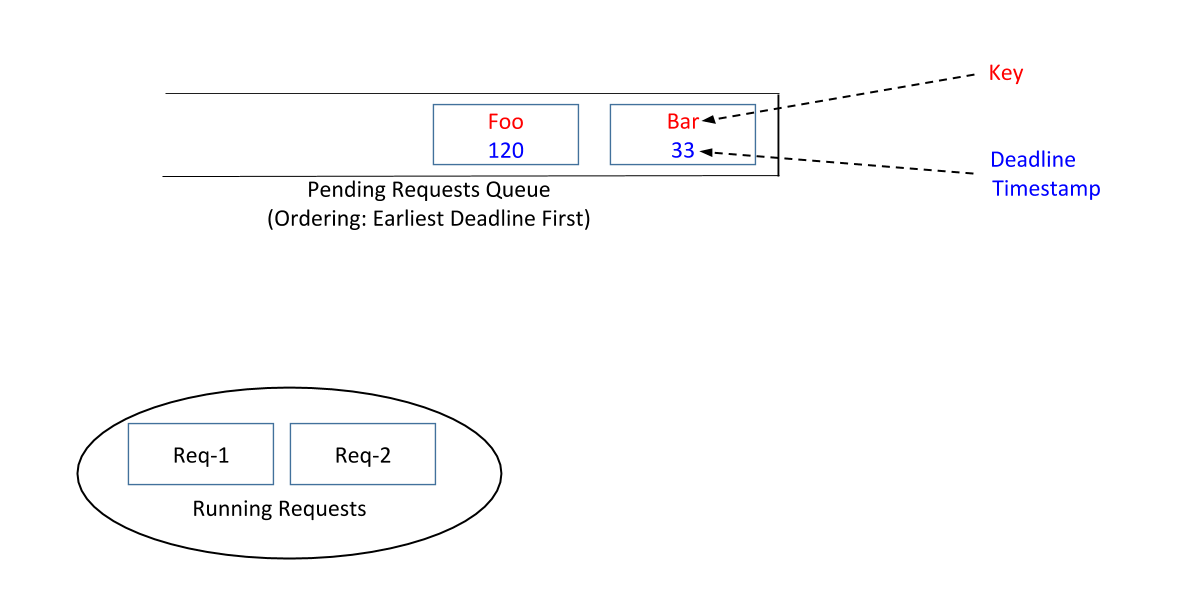 Key
Foo
120
Bar
33
Deadline
Timestamp
Pending Requests Queue
(Ordering: Earliest Deadline First)
Req-1
Req-2
Running Requests